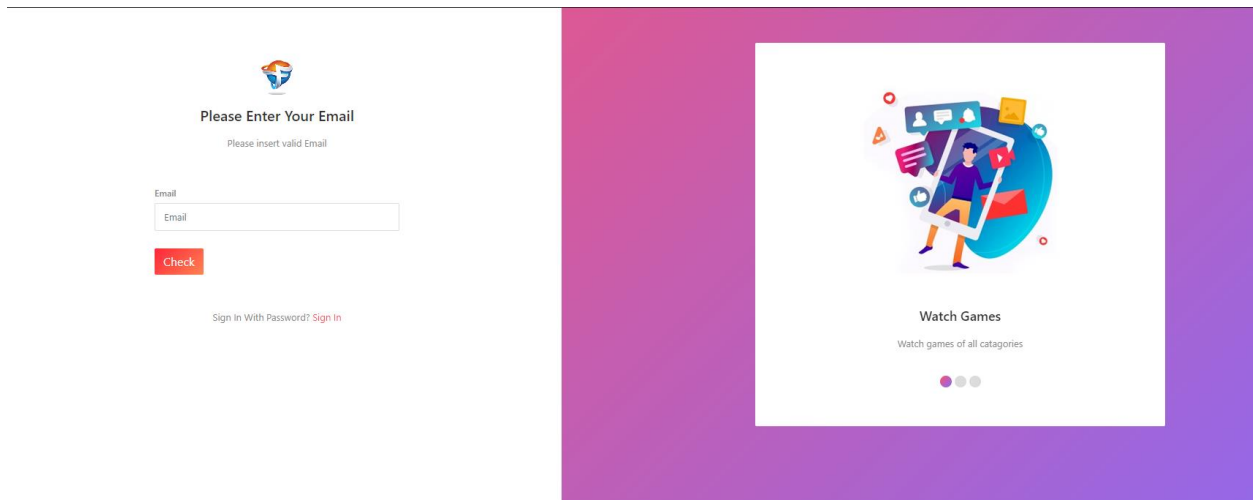 Please Enter Your Email
Please insert valid Email
Email
Email
Check
Sign In With Password? Sign In
Watch Games
Watch games of all catagories